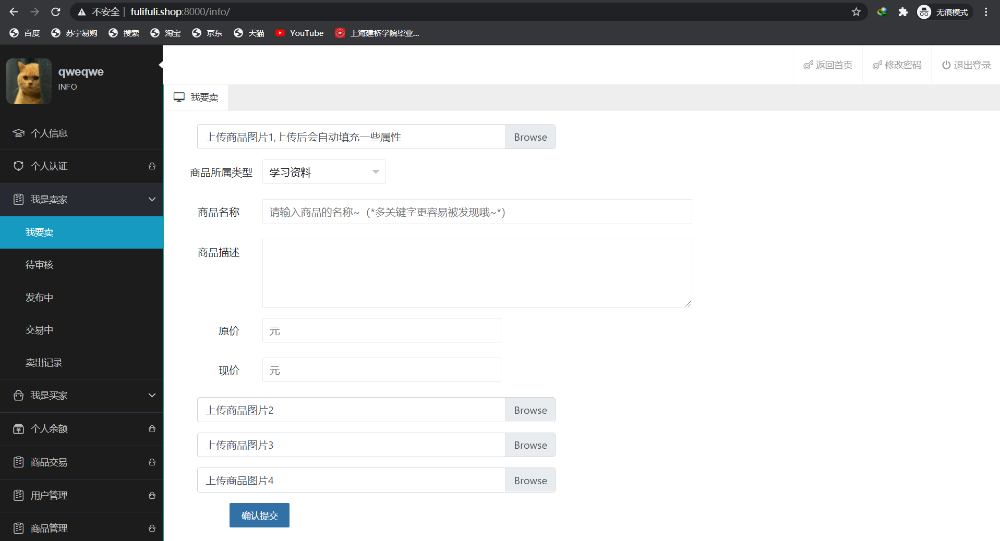 不安全 fulifuli.shop:8000/info/ 无痕模式
百度 苏宁易购 搜索 淘宝 京东 天猫 YouTube 上海建桥学院毕业...
qweqwe
INFO
返回首页 修改密码 退出登录
我要卖
个人信息
个人认证
我是卖家
我要卖
待审核
发布中
交易中
卖出记录
我是买家
个人余额
商品交易
用户管理
商品管理
上传商品图片1,上传后会自动填充一些属性 Browse
商品所属类型 学习资料
商品名称 请输入商品的名称~（*多关键字更容易被发现哦~*）
商品描述
原价 元
现价 元
上传商品图片2 Browse
上传商品图片3 Browse
上传商品图片4 Browse
确认提交